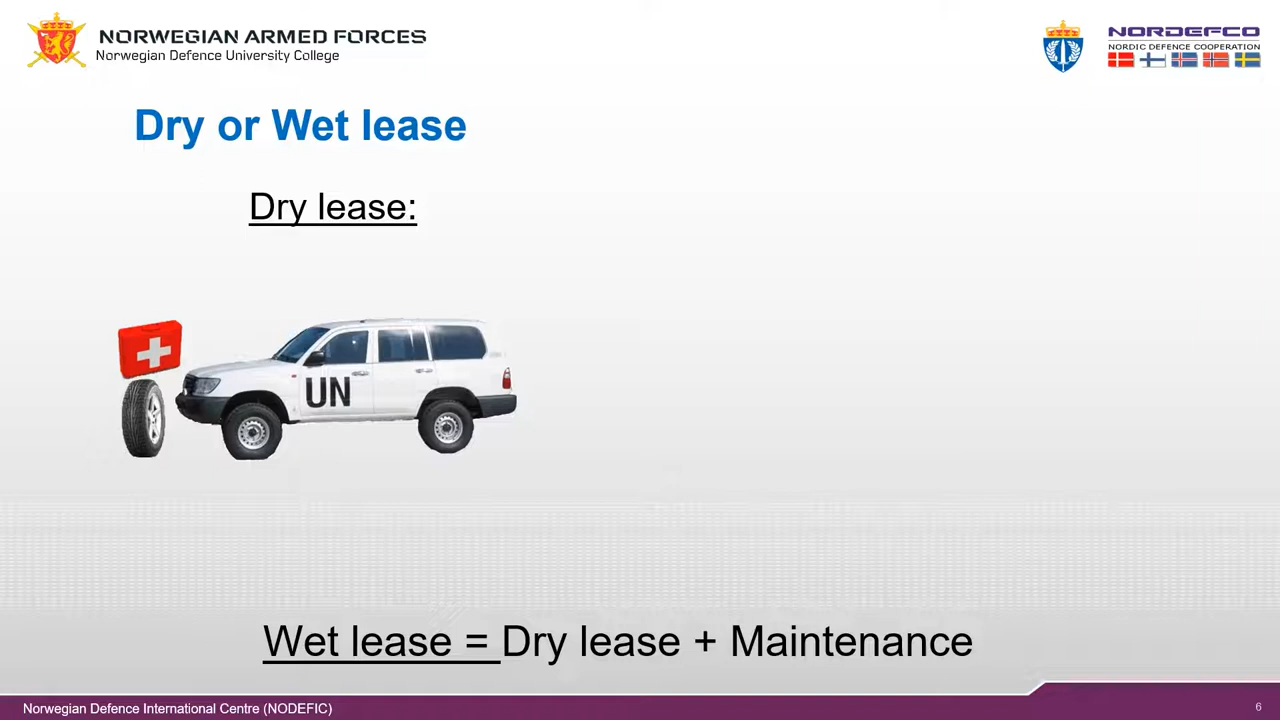 NORWEGIAN ARMED FORCES
Norwegian Defence University College
NORDEFCO
NORDIC DEFENCE COOPERATION
Dry or Wet lease
Dry lease:
UN
Wet lease = Dry lease + Maintenance
Norwegian Defence International Centre (NODEFIC)
6